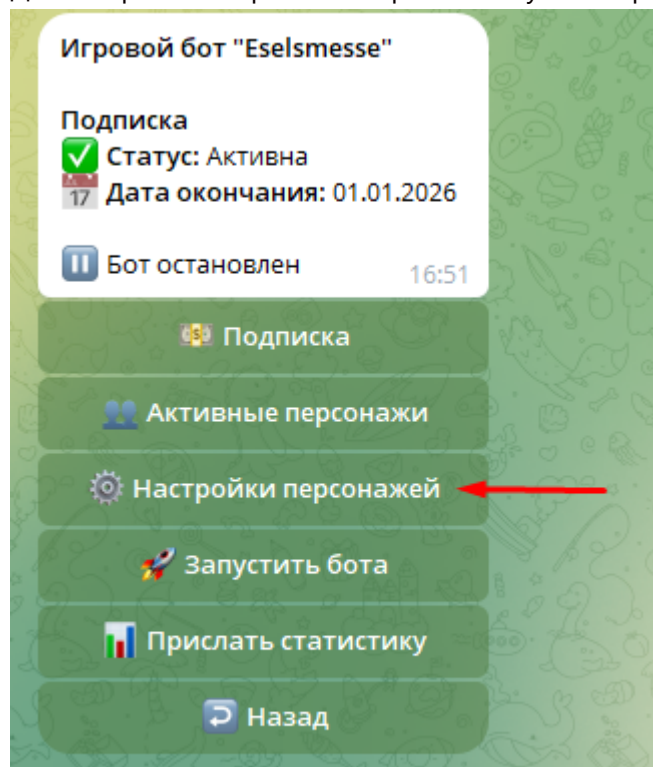 Игровой бот "Eselsmesse"
Подписка
Статус: Активна
17 Дата окончания: 01.01.2026
Бот остановлен
16:51
Подписка
Активные персонажи
Настройки персонажей
Запустить бота
Прислать статистику
Назад